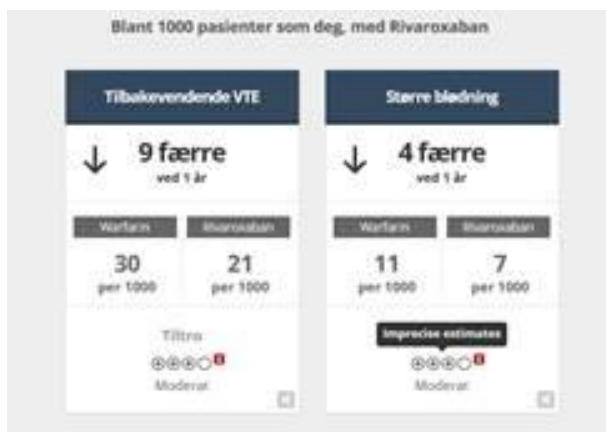 Blant 1000 pasienter som deg, med Rivaroxaban
Tilbakevendende VTE
9 færre
ved 1 år
Warfarin
Rivaroxaban
30
per 1000
21
per 1000
Tiltro
Moderat
Større blødning
4 færre
ved 1 år
Warfarin
Rivaroxaban
11
per 1000
7
per 1000
Imprecise estimates
Moderat